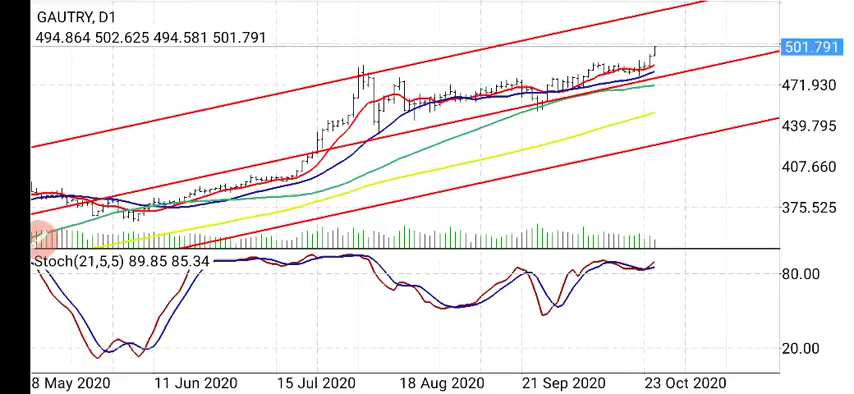 GAUTRY, D1
494.864 502.625 494.581 501.791
501.791
471.930
439.795
407.660
375.525
Stoch(21,5,5) 89.85 85.34
80.00
20.00
8 May 2020 11 Jun 2020 15 Jul 2020 18 Aug 2020 21 Sep 2020 23 Oct 2020